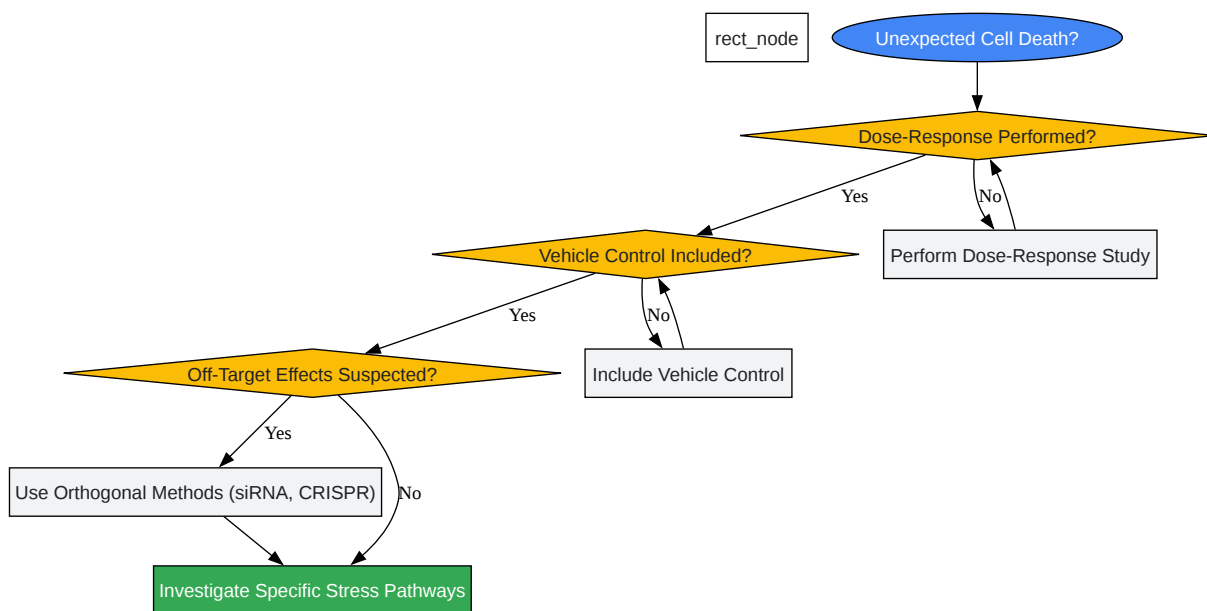 rect_node
Unexpected Cell Death?
Dose-Response Performed?
Yes
No
Vehicle Control Included?
Perform Dose-Response Study
Yes
No
Off-Target Effects Suspected?
Include Vehicle Control
Yes
Use Orthogonal Methods (siRNA, CRISPR)
No
Investigate Specific Stress Pathways